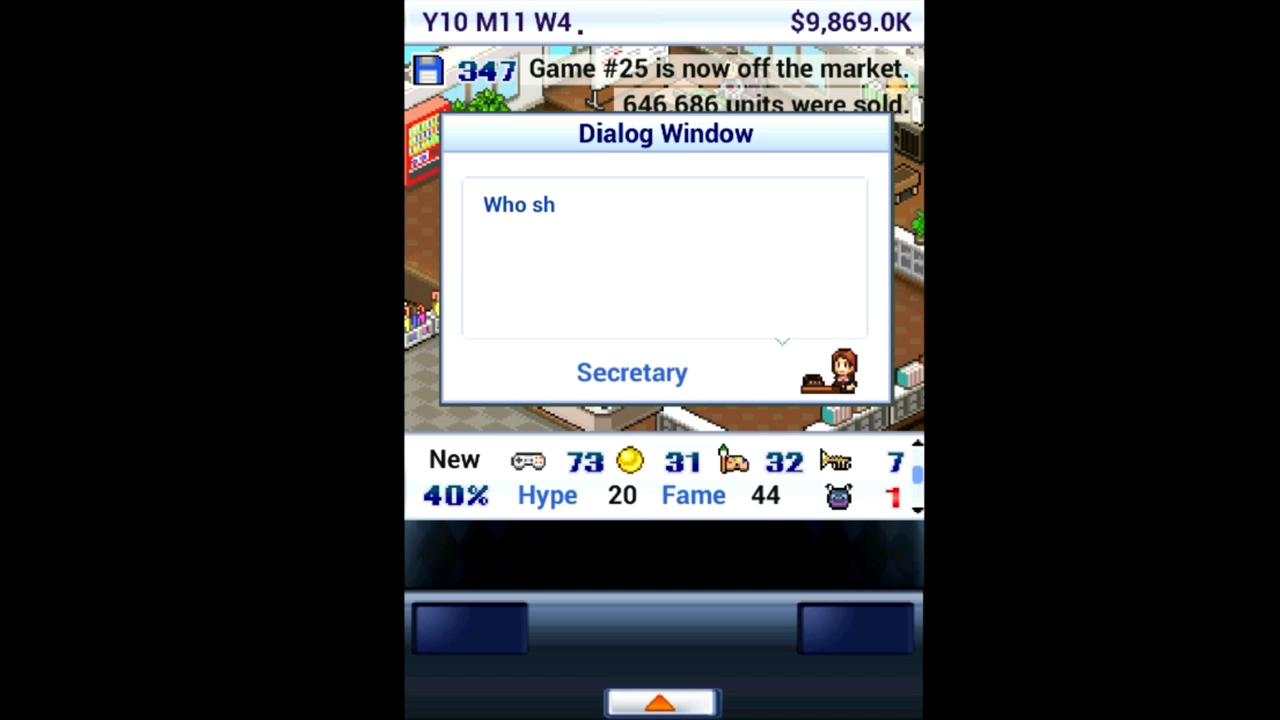 Y10 M11 W4.
$9,869.0K
347
Game #25 is now off the market.
646,686 units were sold.
Dialog Window
Who sh
Secretary
New 73 31 32 7
40% Hype 20 Fame 44 1